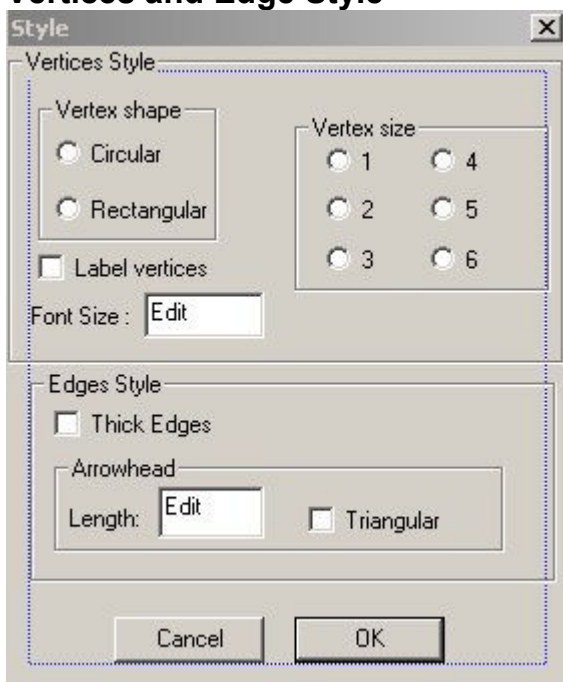 Vertices and Edge Style
Style
Vertices Style
Vertex shape
Circular
Rectangular
Vertex size
1 4
2 5
3 6
Label vertices
Font Size : Edit
Edges Style
Thick Edges
Arrowhead
Length: Edit
Triangular
Cancel OK